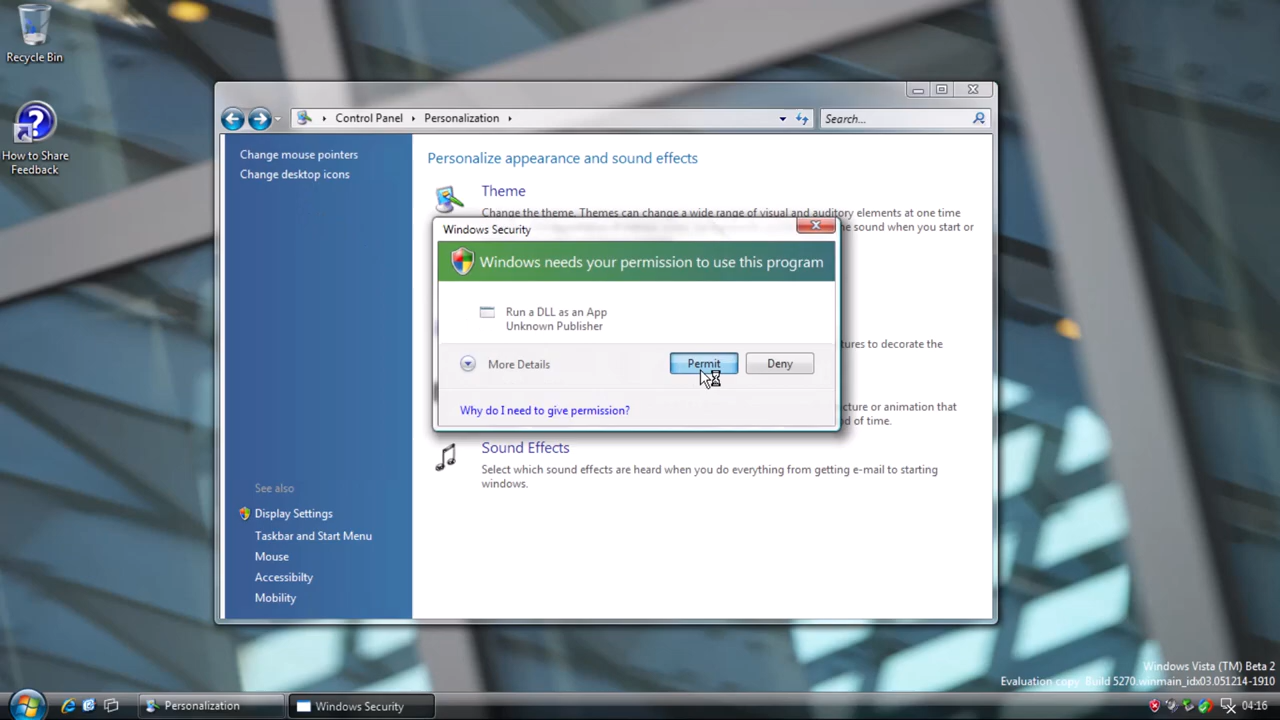 Recycle Bin
How to Share
Feedback
Control Panel
Personalization
Search...
Change mouse pointers
Change desktop icons
Personalize appearance and sound effects
Theme
Change the theme. Themes can change a wide range of visual and auditory elements at one time
he sound when you start or
Windows Security
Windows needs your permission to use this program
Run a DLL as an App
Unknown Publisher
More Details
Permit
Deny
Why do I need to give permission?
tures to decorate the
cture or animation that
d of time.
Sound Effects
Select which sound effects are heard when you do everything from getting e-mail to starting
windows.
See also
Display Settings
Taskbar and Start Menu
Mouse
Accessibilty
Mobility
Windows Vista (TM) Beta 2
Evaluation copy. Build 5270.winmain_idx03.051214-1910
Personalization
Windows Security
04:16